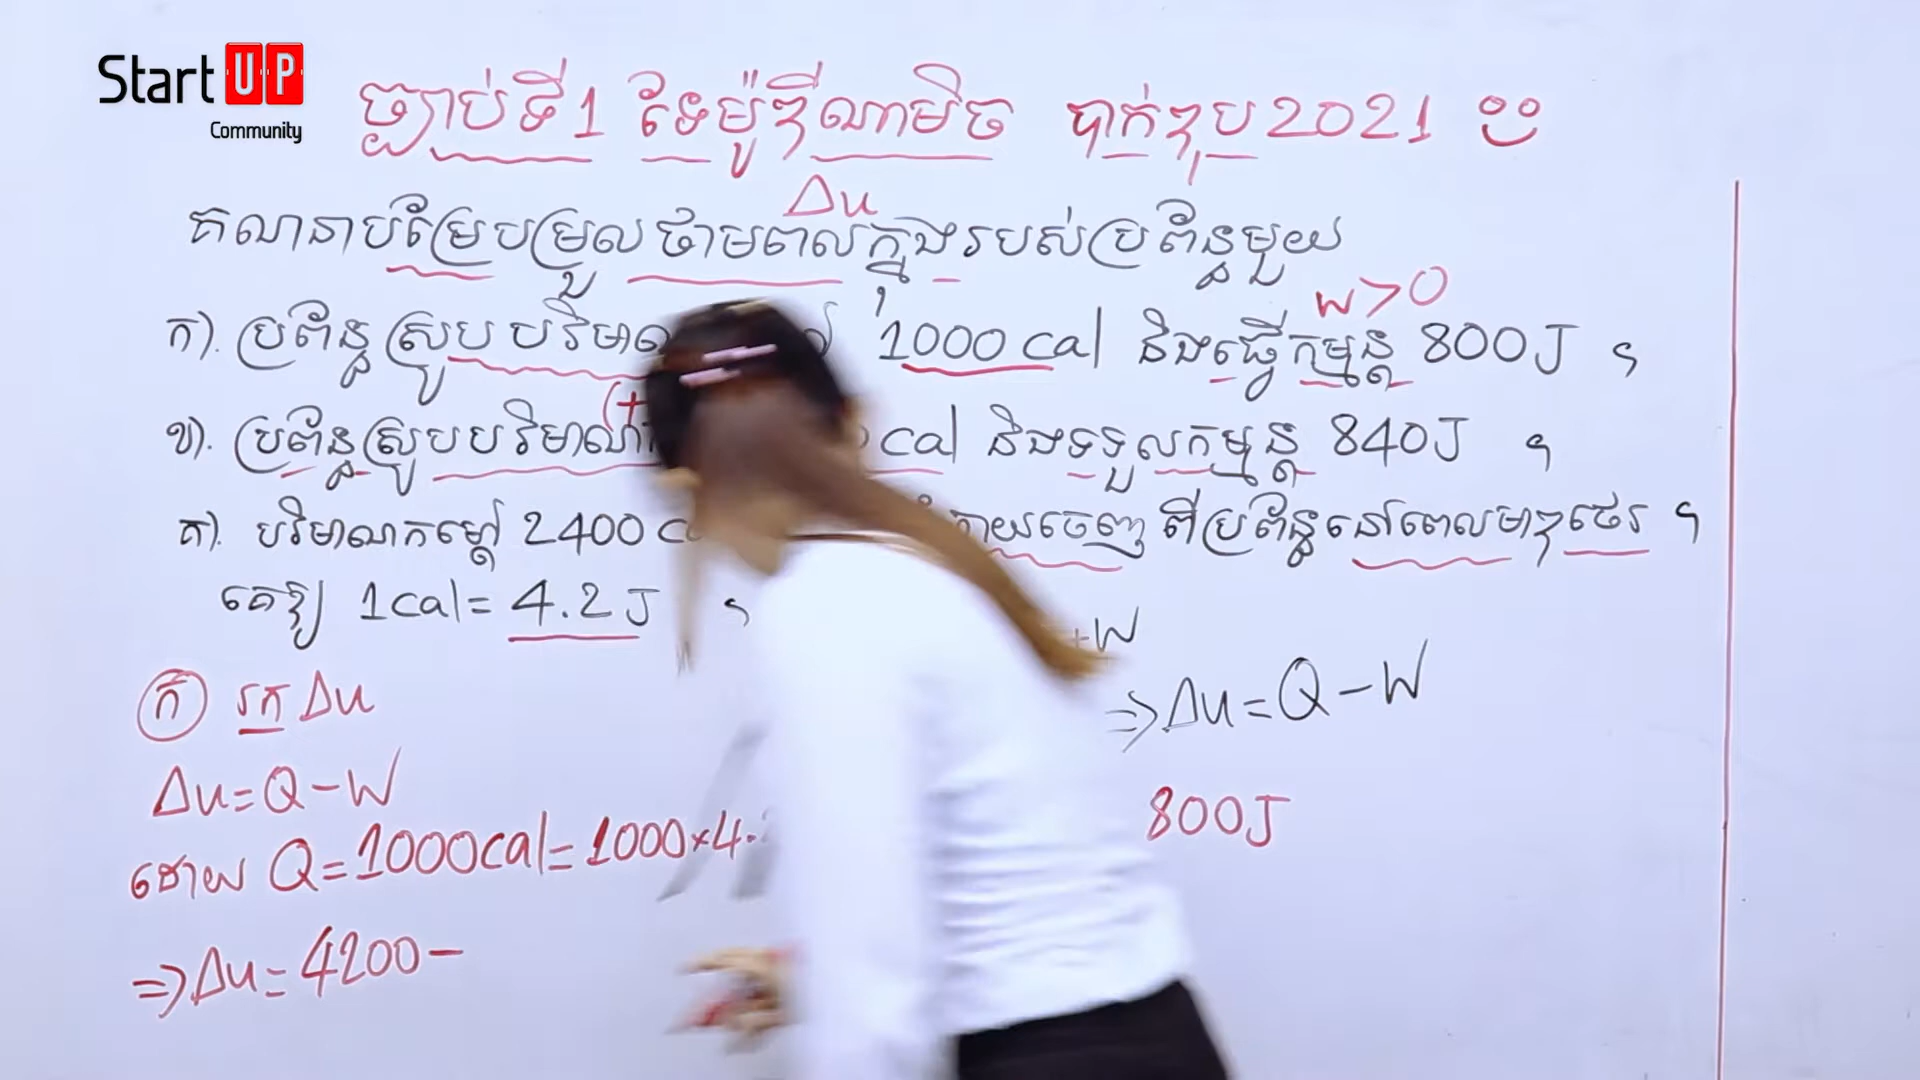 Start UP
Community
ច្បាប់ទី1 ទែម៉ូឌីណាមិច បាក់ឌុប 2021
Δu
គណនាបម្រែបម្រួលថាមពលក្នុងរបស់ប្រព័ន្ធមួយ
W>0
ក). ប្រព័ន្ធស្រូបបរិមាណ 1000 cal និងធ្វើកម្មន្ត 800J ។
(+
ខ). ប្រព័ន្ធស្រូបបរិមាណ cal និងទទួលកម្មន្ត 840J ។
គ). បរិមាណកម្ដៅ 2400 ចេញ ពីប្រព័ន្ធនៅពេលមាឌថេរ ។
គេឱ្យ 1cal = 4.2J ។
+W
ក រក Δu
⇒ Δu = Q - W
Δu = Q - W
ដោយ Q = 1000cal = 1000×4. 800J
⇒ Δu = 4200 -